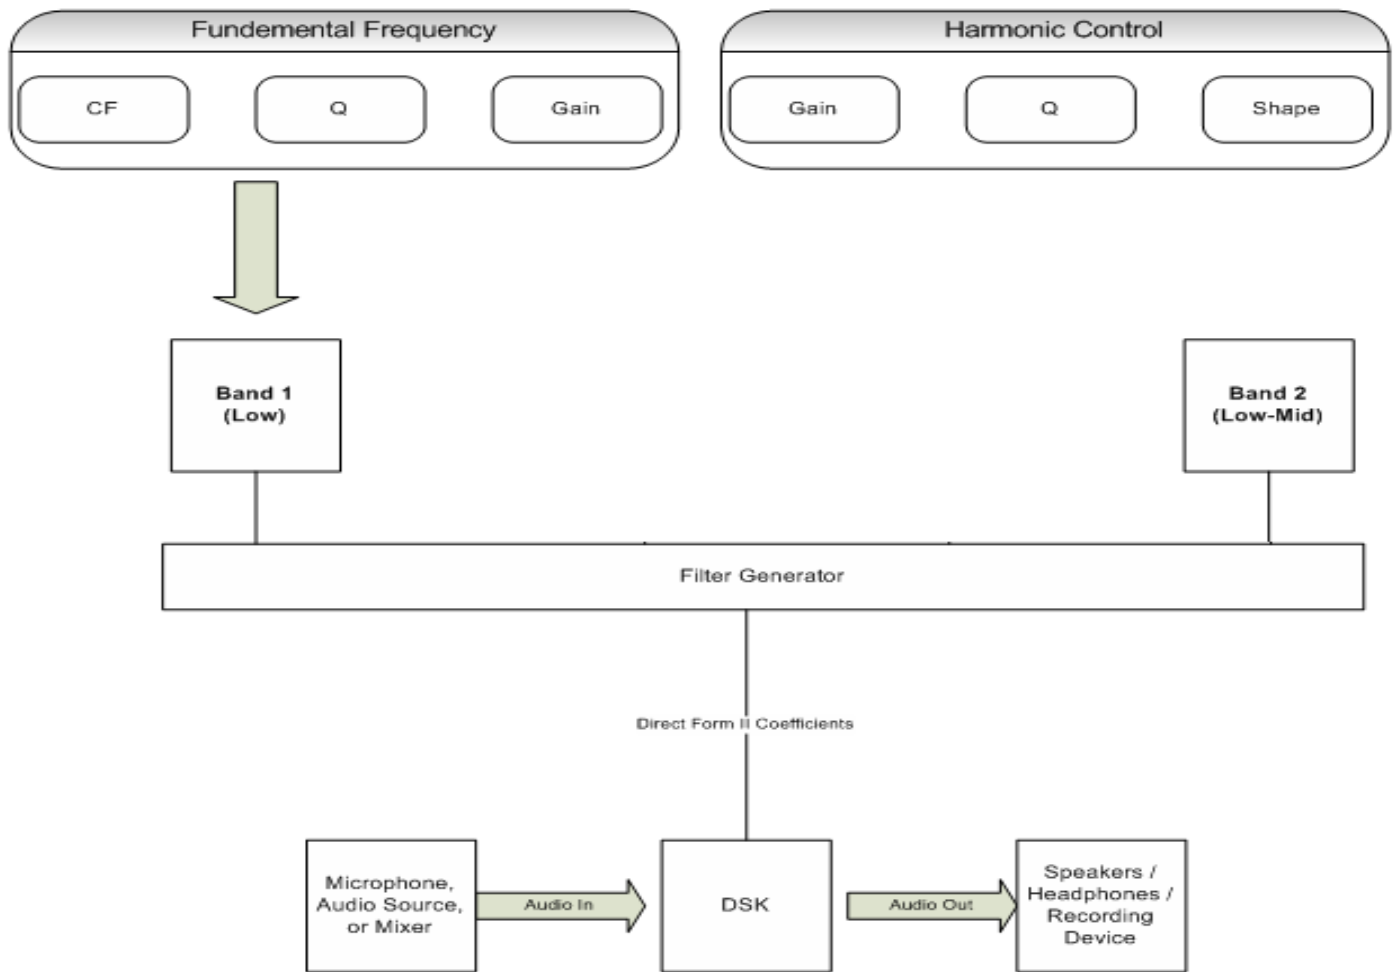 Fundemental Frequency
Harmonic Control
CF
Q
Gain
Gain
Q
Shape
Band 1
(Low)
Band 2
(Low-Mid)
Filter Generator
Direct Form II Coefficients
Microphone,
Audio Source,
or Mixer
Audio In
DSK
Audio Out
Speakers /
Headphones /
Recording
Device